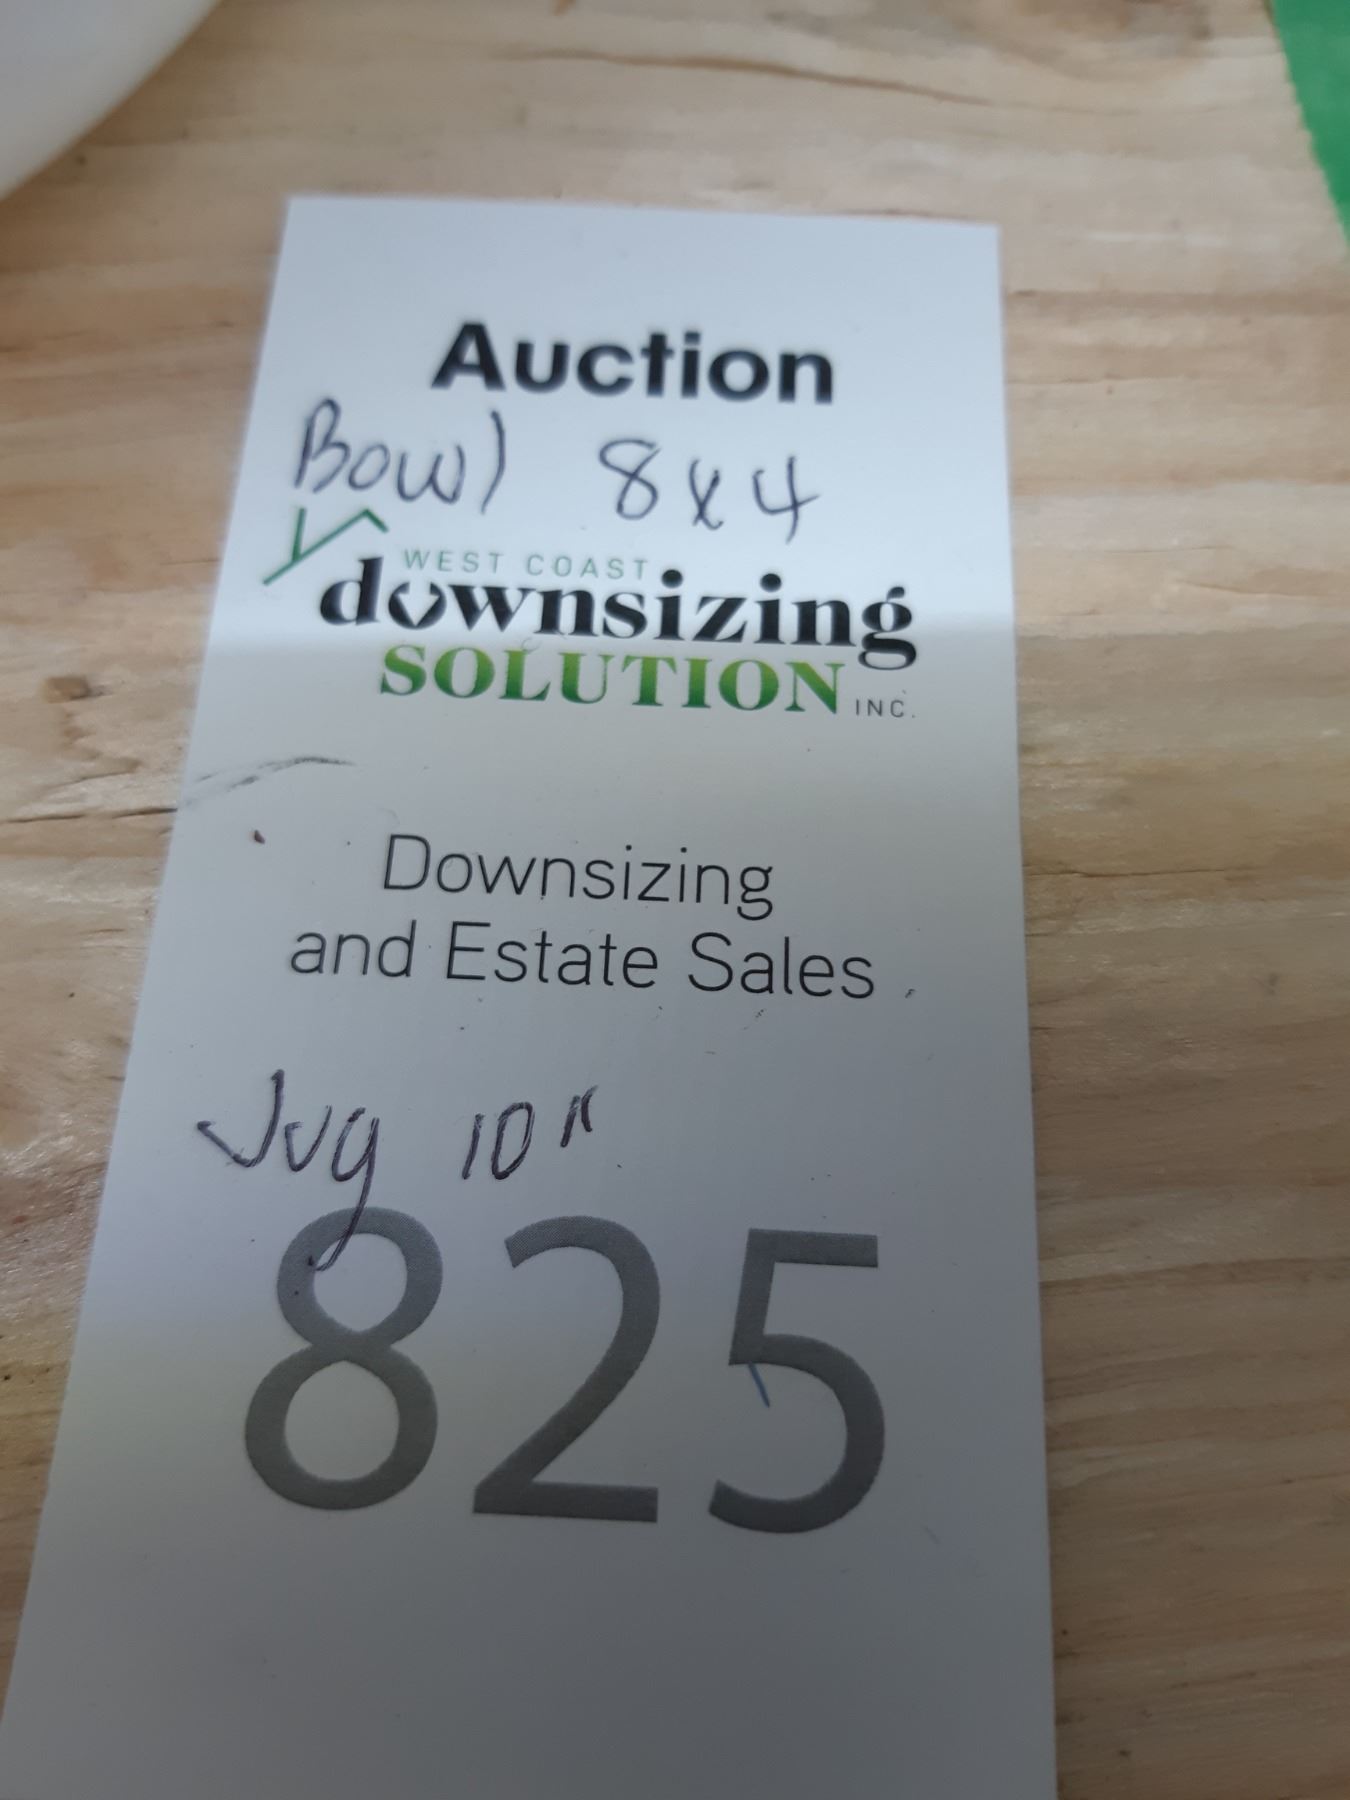 Auction
Bowl 8x4
WEST COAST
downsizing
SOLUTION INC.
Downsizing
and Estate Sales
Jug 10"
825